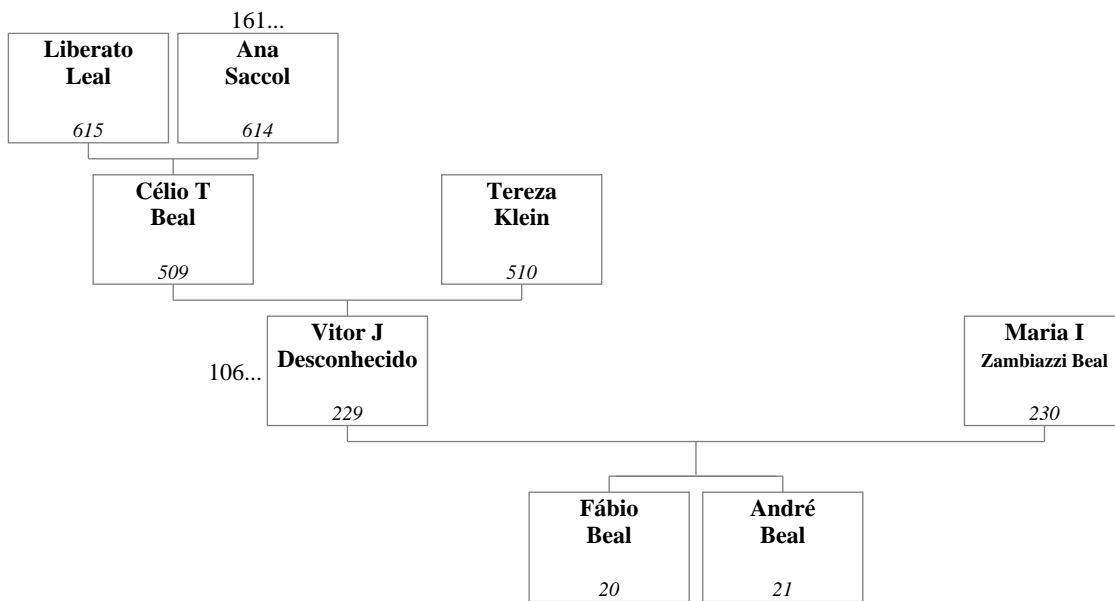 161...
Liberato
Leal
615
Ana
Saccol
614
Célio T
Beal
509
Tereza
Klein
510
106...
Vitor J
Desconhecido
229
Maria I
Zambiazzi Beal
230
Fábio
Beal
20
André
Beal
21